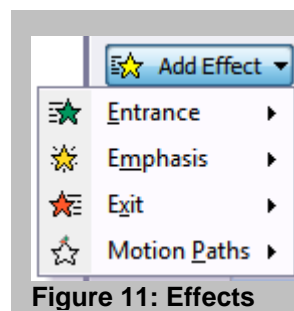 Add Effect
Entrance
Emphasis
Exit
Motion Paths
Figure 11: Effects